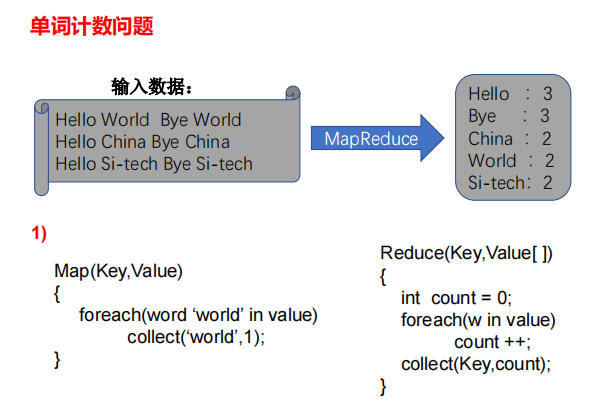 单词计数问题
输入数据：
Hello World  Bye World
Hello China Bye China
Hello Si-tech Bye Si-tech
MapReduce
Hello ：3
Bye ：3
China ：2
World ：2
Si-tech：2
1)
Map(Key,Value)
{
foreach(word ‘world’ in value)
collect(‘world’,1);
}
Reduce(Key,Value[ ])
{
int  count = 0;
foreach(w in value)
count ++;
collect(Key,count);
}